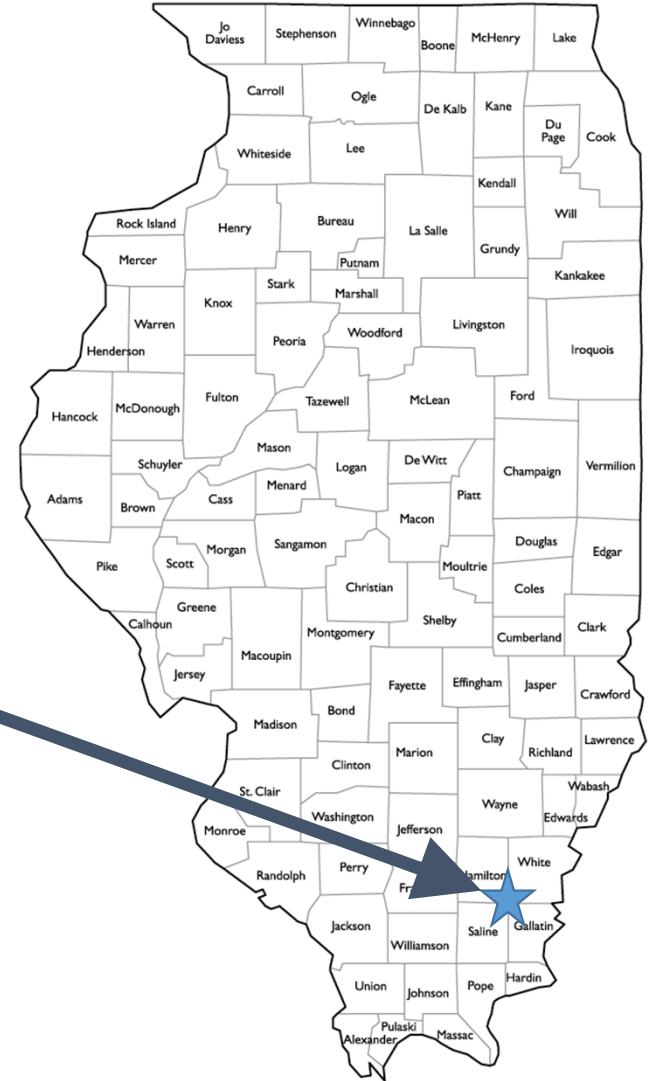 Jo
Daviess
Stephenson
Winnebago
Boone
McHenry
Lake
Carroll
Ogle
De Kalb
Kane
Du
Page
Cook
Whiteside
Lee
Kendall
Will
Rock Island
Henry
Bureau
La Salle
Grundy
Mercer
Putnam
Kankakee
Stark
Marshall
Knox
Warren
Henderson
Peoria
Woodford
Livingston
Iroquois
Hancock
McDonough
Fulton
Tazewell
McLean
Ford
Schuyler
Mason
Logan
De Witt
Champaign
Vermilion
Adams
Brown
Cass
Menard
Piatt
Macon
Pike
Scott
Morgan
Sangamon
Douglas
Edgar
Moultrie
Christian
Coles
Calhoun
Greene
Shelby
Clark
Macoupin
Montgomery
Cumberland
Jersey
Fayette
Effingham
Jasper
Crawford
Madison
Bond
Clay
Richland
Lawrence
Clinton
Marion
St. Clair
Wabash
Washington
Wayne
Edwards
Monroe
Jefferson
Randolph
Perry
Fr
amilton
White
Jackson
Williamson
Saline
Gallatin
Union
Johnson
Pope
Hardin
Alexander
Pulaski
Massac